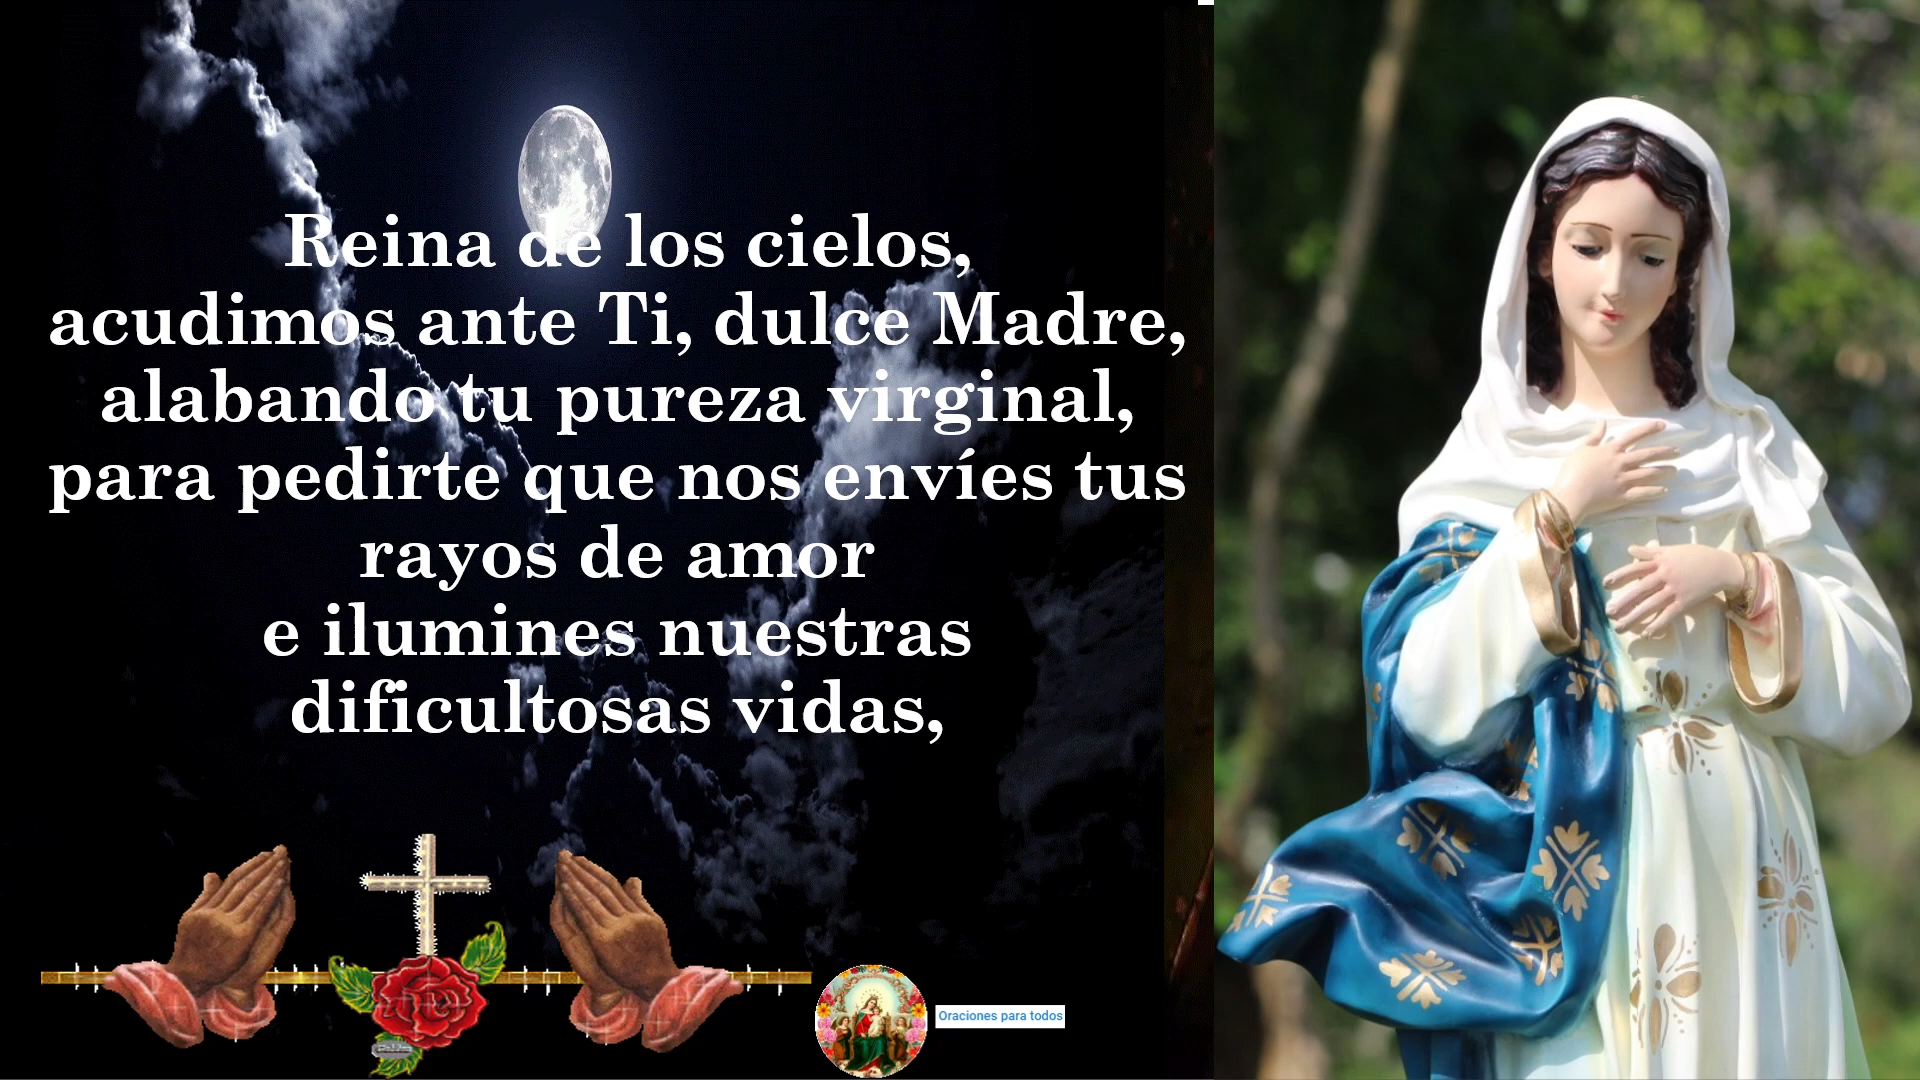 Reina de los cielos,
acudimos ante Ti, dulce Madre,
alabando tu pureza virginal,
para pedirte que nos envíes tus
rayos de amor
e ilumines nuestras
dificultosas vidas,
Oraciones para todos